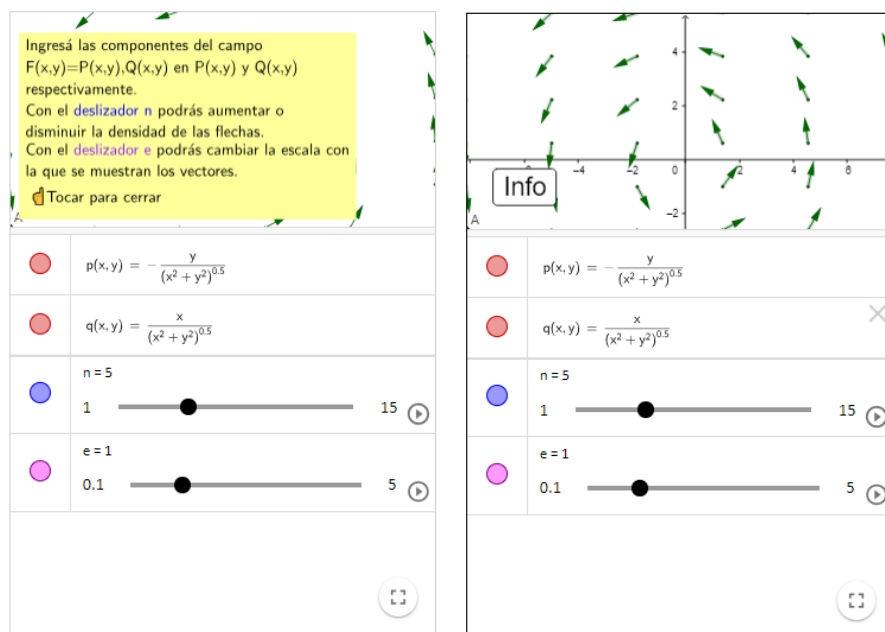 Ingresá las componentes del campo
F(x,y)=P(x,y),Q(x,y) en P(x,y) y Q(x,y)
respectivamente.
Con el deslizador n podrás aumentar o
disminuir la densidad de las flechas.
Con el deslizador e podrás cambiar la escala con
la que se muestran los vectores.
☝Tocar para cerrar
A
p(x, y) = − y / (x² + y²)^0.5
q(x, y) = x / (x² + y²)^0.5
n = 5
1 15
e = 1
0.1 5
4
2
−4 −2 0 2 4 6
Info
−2
A
p(x, y) = − y / (x² + y²)^0.5
q(x, y) = x / (x² + y²)^0.5
n = 5
1 15
e = 1
0.1 5